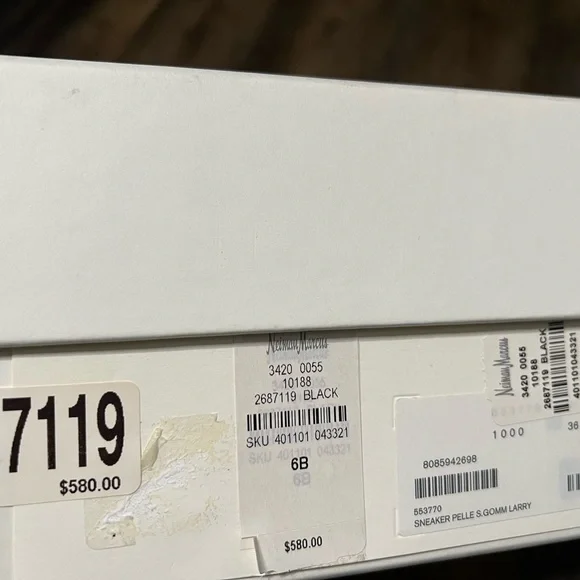 7119
$580.00
Neiman Marcus
3420 0055
10188
2687119 BLACK
SKU 401101 043321
6B
$580.00
Neiman Marcus
3420 0055
10188
2687119 BLACK
401101043321
1000
36
8085942698
553770
SNEAKER PELLE S.GOMM LARRY